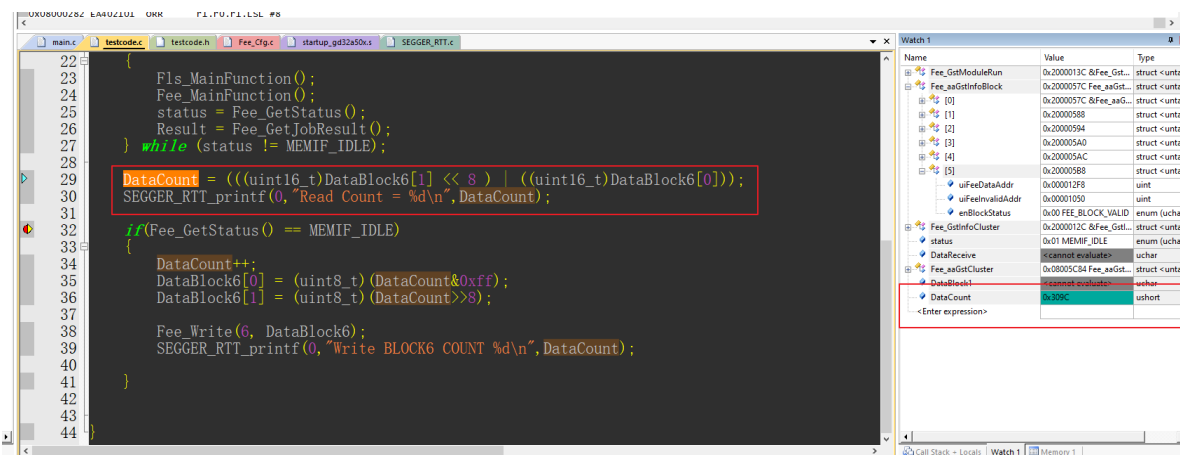 0x08000282 EA402101 ORR r1,r0,r1,LSL #8
main.c testcode.c testcode.h Fee_Cfg.c startup_gd32a50x.s SEGGER_RTT.c
22 {
23 Fls_MainFunction();
24 Fee_MainFunction();
25 status = Fee_GetStatus();
26 Result = Fee_GetJobResult();
27 } while (status != MEMIF_IDLE);
28
29 DataCount = (((uint16_t)DataBlock6[1] << 8 ) | ((uint16_t)DataBlock6[0]));
30 SEGGER_RTT_printf(0,"Read Count = %d\n",DataCount);
31
32 if(Fee_GetStatus() == MEMIF_IDLE)
33 {
34 DataCount++;
35 DataBlock6[0] = (uint8_t)(DataCount&0xff);
36 DataBlock6[1] = (uint8_t)(DataCount>>8);
37
38 Fee_Write(6, DataBlock6);
39 SEGGER_RTT_printf(0,"Write BLOCK6 COUNT %d\n",DataCount);
40
41 }
42
43
44 }
Watch 1
Name Value Type
Fee_GstModuleRun 0x2000013C &Fee_Gst... struct <unta
Fee_aaGstInfoBlock 0x2000057C Fee_aaGst... struct <unta
[0] 0x2000057C &Fee_aaG... struct <unta
[1] 0x20000588 struct <unta
[2] 0x20000594 struct <unta
[3] 0x200005A0 struct <unta
[4] 0x200005AC struct <unta
[5] 0x200005B8 struct <unta
uiFeeDataAddr 0x000012F8 uint
uiFeeInvalidAddr 0x00001050 uint
enBlockStatus 0x00 FEE_BLOCK_VALID enum (ucha
Fee_GstInfoCluster 0x2000012C &Fee_GstI... struct <unta
status 0x01 MEMIF_IDLE enum (ucha
DataReceive <cannot evaluate> uchar
Fee_aaGstCluster 0x08005C84 Fee_aaGst... struct <unta
DataBlock1 <cannot evaluate> uchar
DataCount 0x309C ushort
<Enter expression>
Call Stack + Locals Watch 1 Memory 1